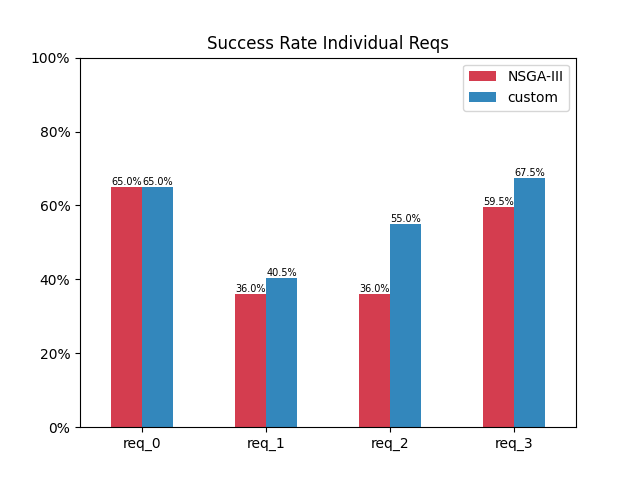 Success Rate Individual Reqs
100%
80%
60%
40%
20%
0%
NSGA-III
custom
65.0% 65.0%
36.0% 40.5%
36.0% 55.0%
59.5% 67.5%
req_0 req_1 req_2 req_3